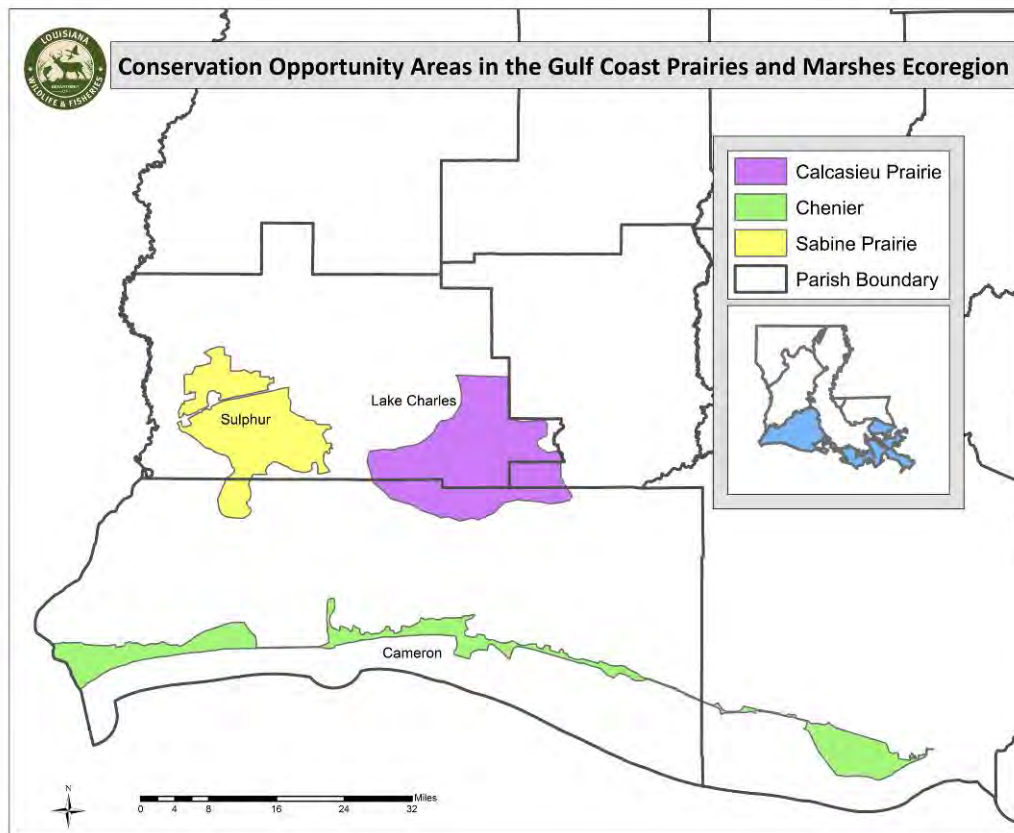 LOUISIANA
DEPARTMENT
WILDLIFE & FISHERIES
Conservation Opportunity Areas in the Gulf Coast Prairies and Marshes Ecoregion
Calcasieu Prairie
Chenier
Sabine Prairie
Parish Boundary
Lake Charles
Sulphur
Cameron
N
Miles
0 4 8 16 24 32